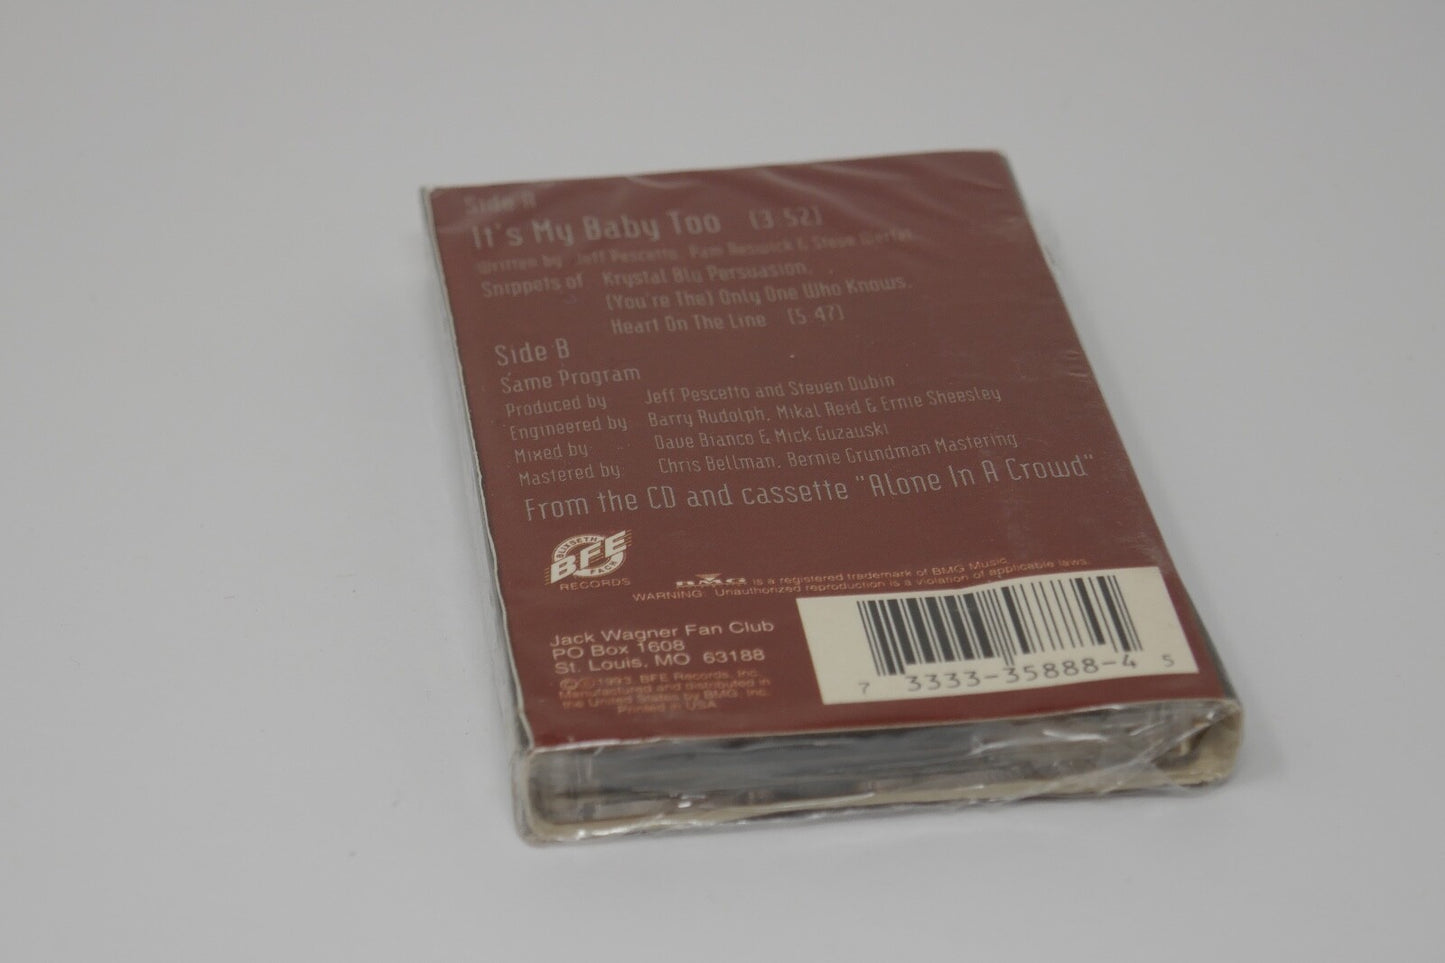 Side A
It's My Baby Too (3:52)
Written by Jeff Pescetto, Pam Reswick & Steve Werfel
Snippets of Krystal Blu Persuasion,
(You're The) Only One Who Knows,
Heart On The Line (5:47)
Side B
Same Program
Produced by Jeff Pescetto and Steven Dubin
Engineered by Barry Rudolph, Mikal Reid & Ernie Sheesley
Mixed by Dave Bianco & Mick Guzauski
Mastered by Chris Bellman, Bernie Grundman Mastering
From the CD and cassette "Alone In A Crowd"
BLIXSETH
BFE
FACE
RECORDS
BMG is a registered trademark of BMG Music.
WARNING: Unauthorized reproduction is a violation of applicable laws.
Jack Wagner Fan Club
PO Box 1608
St. Louis, MO 63188
©℗1993, BFE Records, Inc.
Manufactured and distributed in
the United States by BMG, Inc.
Printed in USA
7 3333-35888-4 5